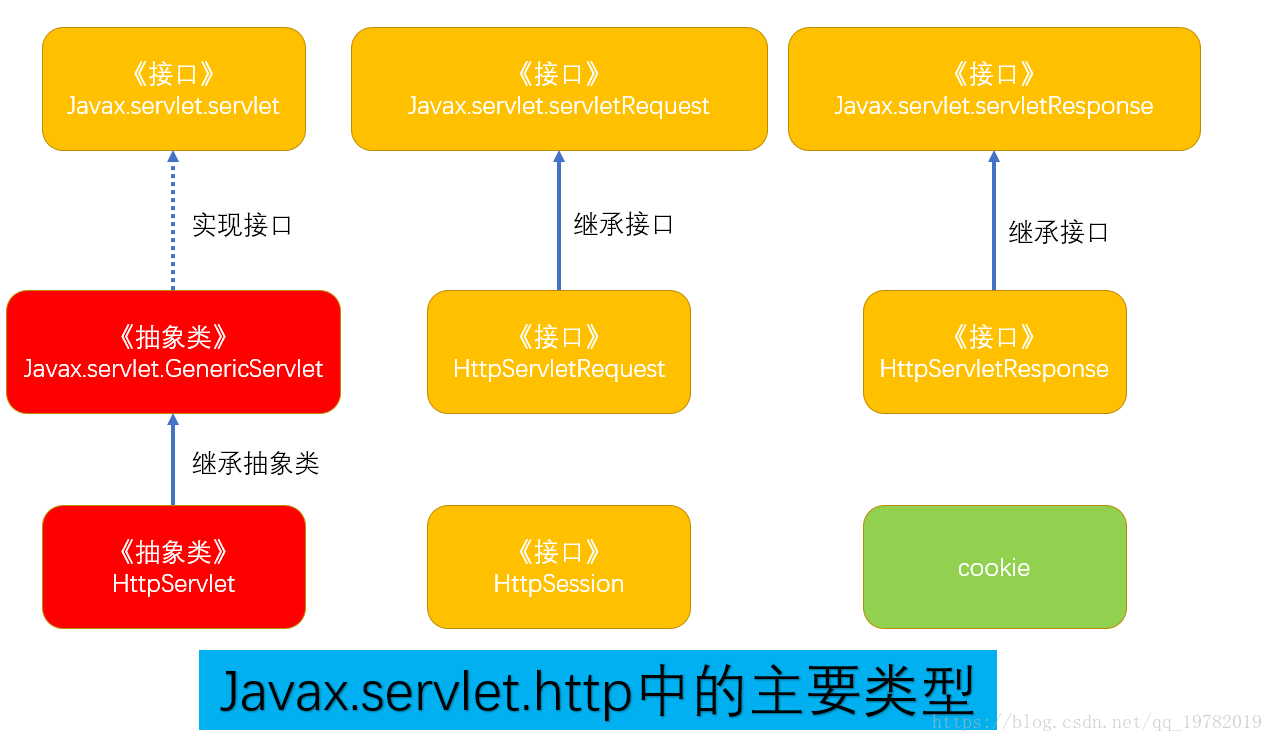 《接口》
Javax.servlet.servlet
《接口》
Javax.servlet.servletRequest
《接口》
Javax.servlet.servletResponse
实现接口
继承接口
继承接口
《抽象类》
Javax.servlet.GenericServlet
《接口》
HttpServletRequest
《接口》
HttpServletResponse
继承抽象类
《抽象类》
HttpServlet
《接口》
HttpSession
cookie
Javax.servlet.http中的主要类型
https://blog.csdn.net/qq_19782019